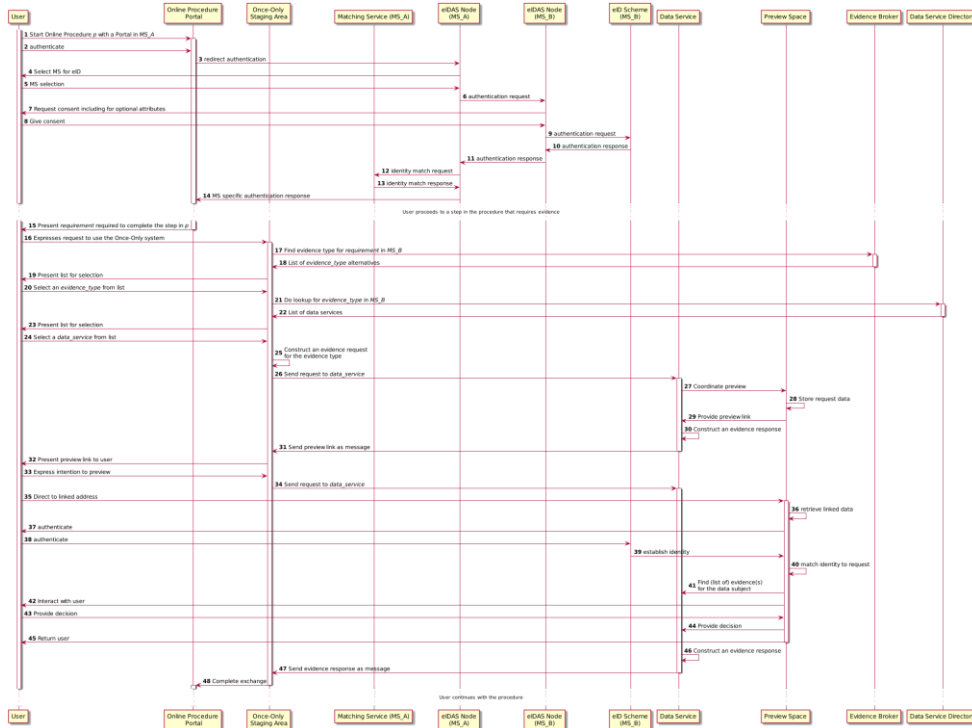 User
Online Procedure
Portal
Once-Only
Staging Area
Matching Service (MS_A)
eIDAS Node
(MS_A)
eIDAS Node
(MS_B)
eID Scheme
(MS_B)
Data Service
Preview Space
Evidence Broker
Data Service Director
1 Start Online Procedure p with a Portal in MS_A
2 authenticate
3 redirect authentication
4 Select MS for eID
5 MS selection
6 authentication request
7 Request consent including for optional attributes
8 Give consent
9 authentication request
10 authentication response
11 authentication response
12 identity match request
13 identity match response
14 MS specific authentication response
User proceeds to a step in the procedure that requires evidence
15 Present requirement required to complete the step in p
16 Expresses request to use the Once-Only system
17 Find evidence type for requirement in MS_B
18 List of evidence_type alternatives
19 Present list for selection
20 Select an evidence_type from list
21 Do lookup for evidence_type in MS_B
22 List of data services
23 Present list for selection
24 Select a data_service from list
25 Construct an evidence request
for the evidence type
26 Send request to data_service
27 Coordinate preview
28 Store request data
29 Provide preview link
30 Construct an evidence response
31 Send preview link as message
32 Present preview link to user
33 Express intention to preview
34 Send request to data_service
35 Direct to linked address
36 retrieve linked data
37 authenticate
38 authenticate
39 establish identity
40 match identity to request
41 Find (list of) evidence(s)
for the data subject
42 Interact with user
43 Provide decision
44 Provide decision
45 Return user
46 Construct an evidence response
47 Send evidence response as message
48 Complete exchange
User continues with the procedure
User
Online Procedure
Portal
Once-Only
Staging Area
Matching Service (MS_A)
eIDAS Node
(MS_A)
eIDAS Node
(MS_B)
eID Scheme
(MS_B)
Data Service
Preview Space
Evidence Broker
Data Service Director